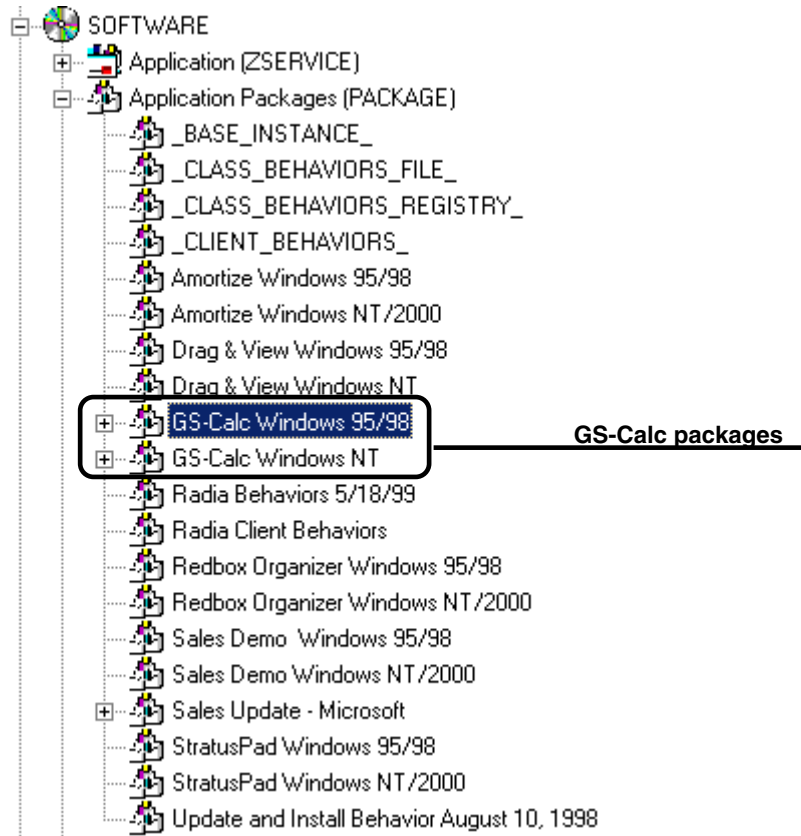 SOFTWARE
Application (ZSERVICE)
Application Packages (PACKAGE)
_BASE_INSTANCE_
_CLASS_BEHAVIORS_FILE_
_CLASS_BEHAVIORS_REGISTRY_
_CLIENT_BEHAVIORS_
Amortize Windows 95/98
Amortize Windows NT/2000
Drag & View Windows 95/98
Drag & View Windows NT
GS-Calc Windows 95/98
GS-Calc packages
GS-Calc Windows NT
Radia Behaviors 5/18/99
Radia Client Behaviors
Redbox Organizer Windows 95/98
Redbox Organizer Windows NT/2000
Sales Demo  Windows 95/98
Sales Demo Windows NT/2000
Sales Update - Microsoft
StratusPad Windows 95/98
StratusPad Windows NT/2000
Update and Install Behavior August 10, 1998